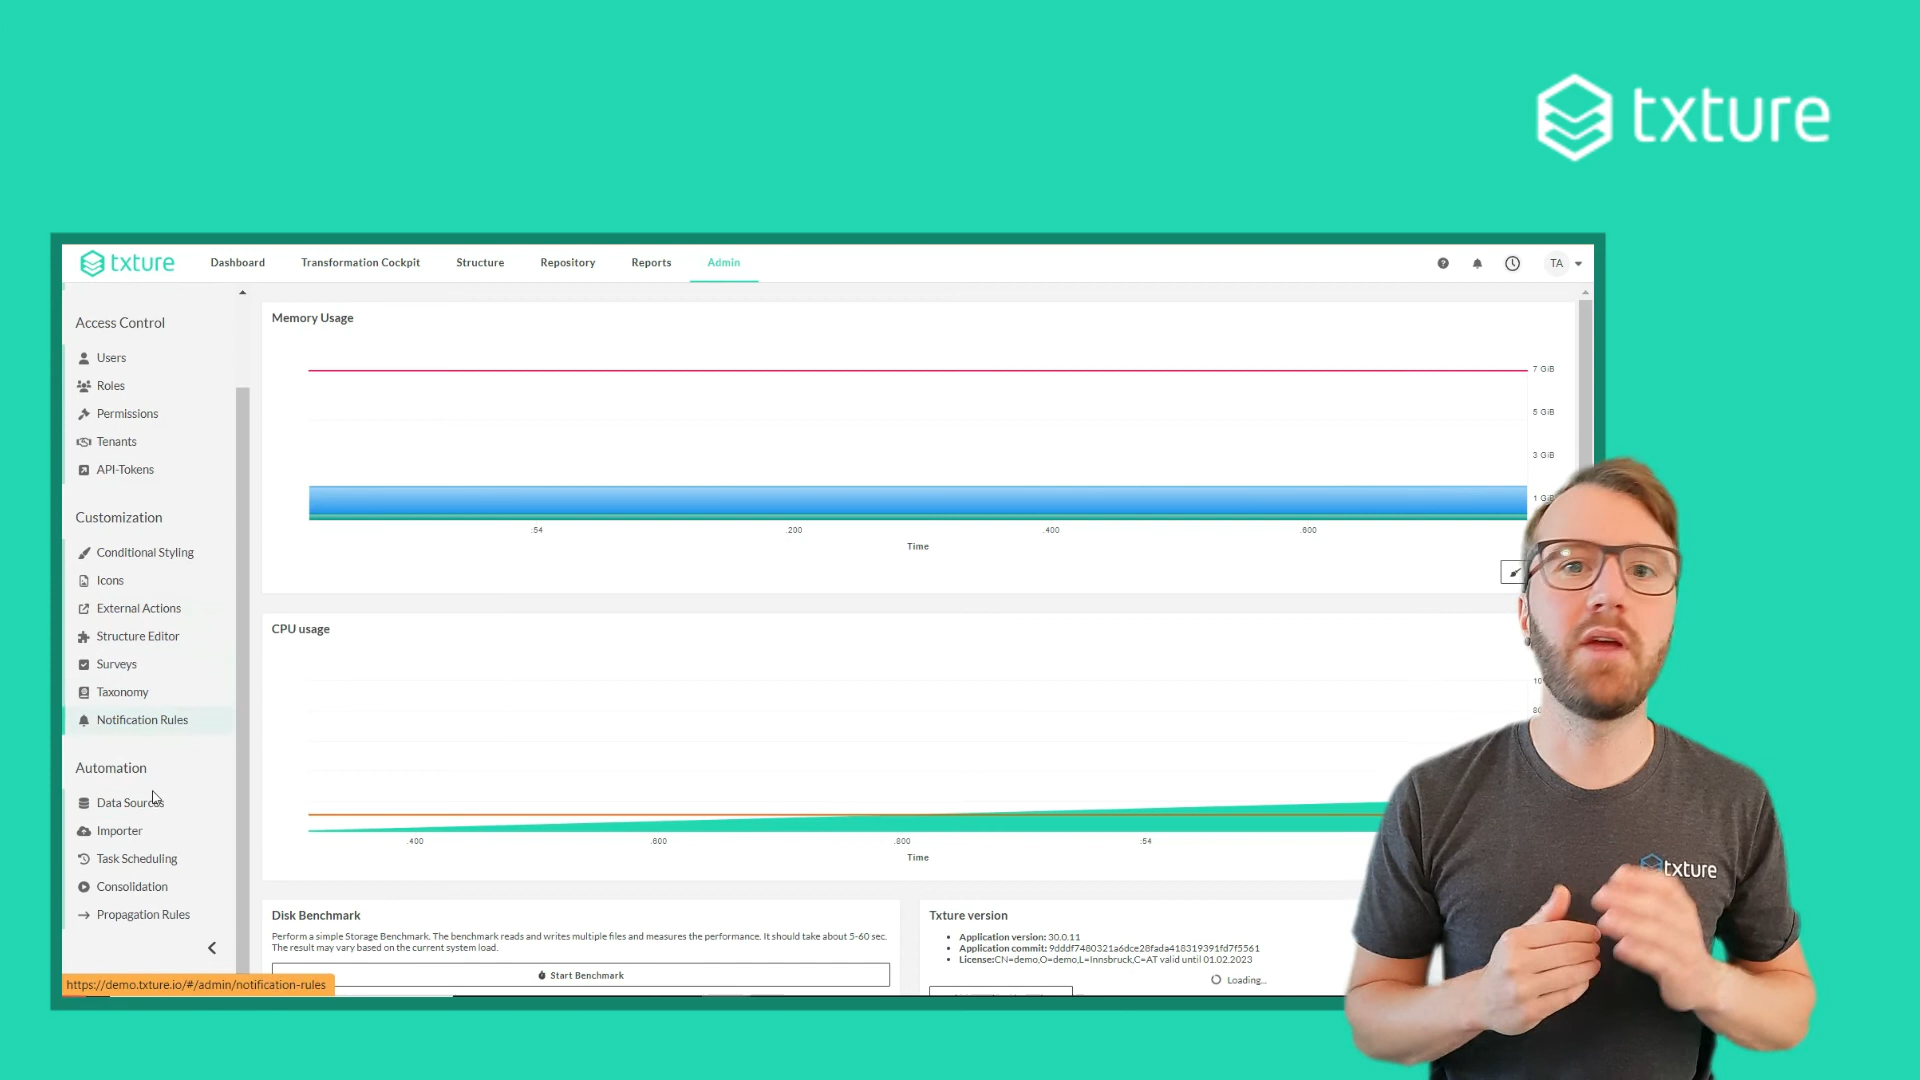 txture
txture
Dashboard
Transformation Cockpit
Structure
Repository
Reports
Admin
TA
Access Control
Users
Roles
Permissions
Tenants
API-Tokens
Customization
Conditional Styling
Icons
External Actions
Structure Editor
Surveys
Taxonomy
Notification Rules
Automation
Data Sources
Importer
Task Scheduling
Consolidation
Propagation Rules
https://demo.txture.io/#/admin/notification-rules
Memory Usage
7 GiB
5 GiB
3 GiB
1 GiB
:54
.200
.400
.600
Time
CPU usage
10
80
.400
.600
.800
:54
Time
Disk Benchmark
Perform a simple Storage Benchmark. The benchmark reads and writes multiple files and measures the performance. It should take about 5-60 sec.
The result may vary based on the current system load.
Start Benchmark
Txture version
Application version: 30.0.11
Application commit: 9dddf7480321a6dce28fada418319391fd7f5561
License:CN=demo,O=demo,L=Innsbruck,C=AT valid until 01.02.2023
Loading...
txture